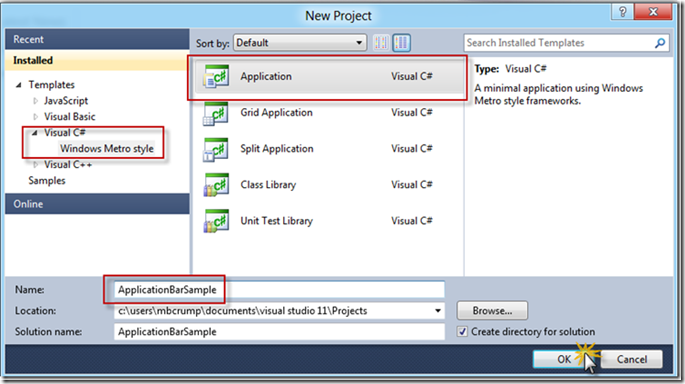 New Project
Recent
Installed
Templates
JavaScript
Visual Basic
Visual C#
Windows Metro style
Visual C++
Samples
Online
Sort by: Default
Search Installed Templates
Application Visual C#
Grid Application Visual C#
Split Application Visual C#
Class Library Visual C#
Unit Test Library Visual C#
Type: Visual C#
A minimal application using Windows
Metro style frameworks.
Name: ApplicationBarSample
Location: c:\users\mbcrump\documents\visual studio 11\Projects
Browse...
Solution name: ApplicationBarSample
Create directory for solution
OK
Cancel